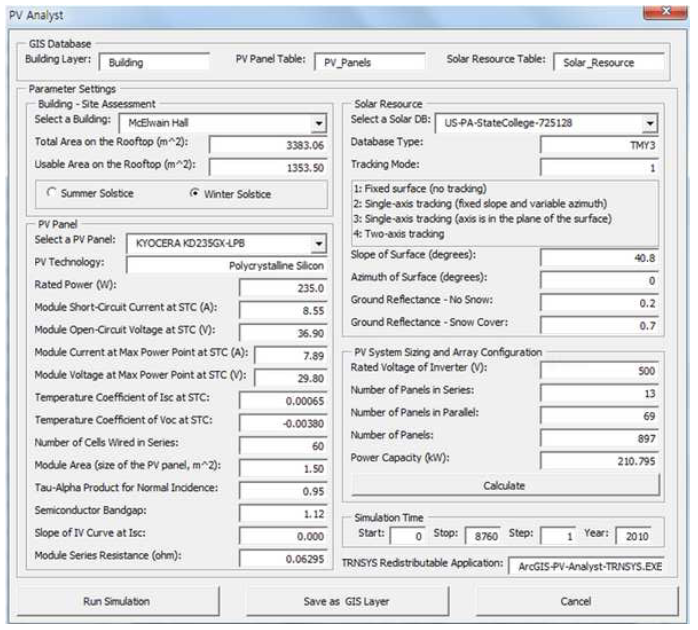 PV Analyst
GIS Database
Building Layer: Building PV Panel Table: PV_Panels Solar Resource Table: Solar_Resource
Parameter Settings
Building - Site Assessment
Select a Building: McElwain Hall
Total Area on the Rooftop (m^2): 3383.06
Usable Area on the Rooftop (m^2): 1353.50
Summer Solstice Winter Solstice
PV Panel
Select a PV Panel: KYOCERA KD235GX-LPB
PV Technology: Polycrystalline Silicon
Rated Power (W): 235.0
Module Short-Circuit Current at STC (A): 8.55
Module Open-Circuit Voltage at STC (V): 36.90
Module Current at Max Power Point at STC (A): 7.89
Module Voltage at Max Power Point at STC (V): 29.80
Temperature Coefficient of Isc at STC: 0.00065
Temperature Coefficient of Voc at STC: -0.00380
Number of Cells Wired in Series: 60
Module Area (size of the PV panel, m^2): 1.50
Tau-Alpha Product for Normal Incidence: 0.95
Semiconductor Bandgap: 1.12
Slope of IV Curve at Isc: 0.000
Module Series Resistance (ohm): 0.06295
Solar Resource
Select a Solar DB: US-PA-StateCollege-725128
Database Type: TMY3
Tracking Mode: 1
1: Fixed surface (no tracking)
2: Single-axis tracking (fixed slope and variable azimuth)
3: Single-axis tracking (axis is in the plane of the surface)
4: Two-axis tracking
Slope of Surface (degrees): 40.8
Azimuth of Surface (degrees): 0
Ground Reflectance - No Snow: 0.2
Ground Reflectance - Snow Cover: 0.7
PV System Sizing and Array Configuration
Rated Voltage of Inverter (V): 500
Number of Panels in Series: 13
Number of Panels in Parallel: 69
Number of Panels: 897
Power Capacity (kW): 210.795
Calculate
Simulation Time
Start: 0 Stop: 8760 Step: 1 Year: 2010
TRNSYS Redistributable Application: ArcGIS-PV-Analyst-TRNSYS.EXE
Run Simulation Save as GIS Layer Cancel